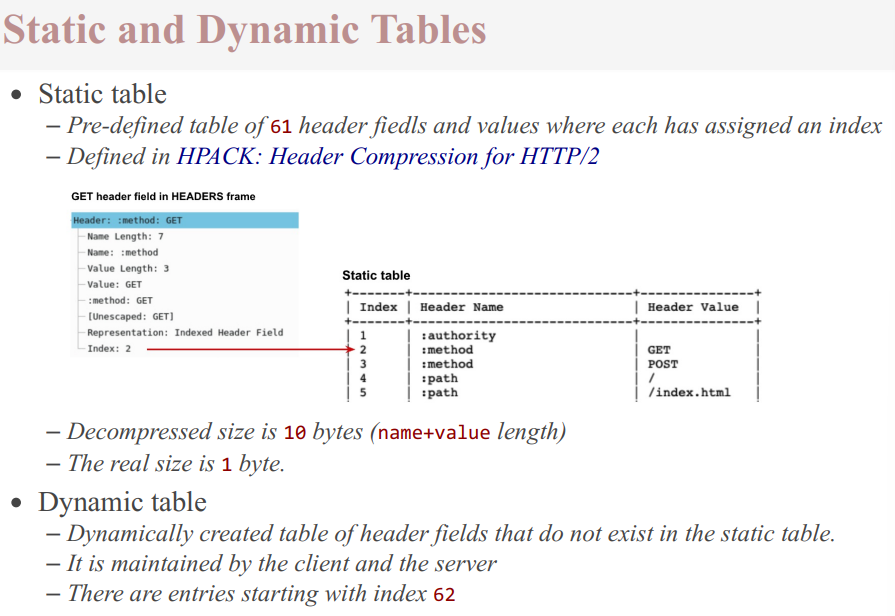 Static and Dynamic Tables
• Static table
– Pre-defined table of 61 header fiedls and values where each has assigned an index
– Defined in HPACK: Header Compression for HTTP/2
GET header field in HEADERS frame
Header: :method: GET
Name Length: 7
Name: :method
Value Length: 3
Value: GET
:method: GET
[Unescaped: GET]
Representation: Indexed Header Field
Index: 2
Static table
| Index | Header Name | Header Value |
| 1 | :authority | |
| 2 | :method | GET |
| 3 | :method | POST |
| 4 | :path | / |
| 5 | :path | /index.html |
– Decompressed size is 10 bytes (name+value length)
– The real size is 1 byte.
• Dynamic table
– Dynamically created table of header fields that do not exist in the static table.
– It is maintained by the client and the server
– There are entries starting with index 62